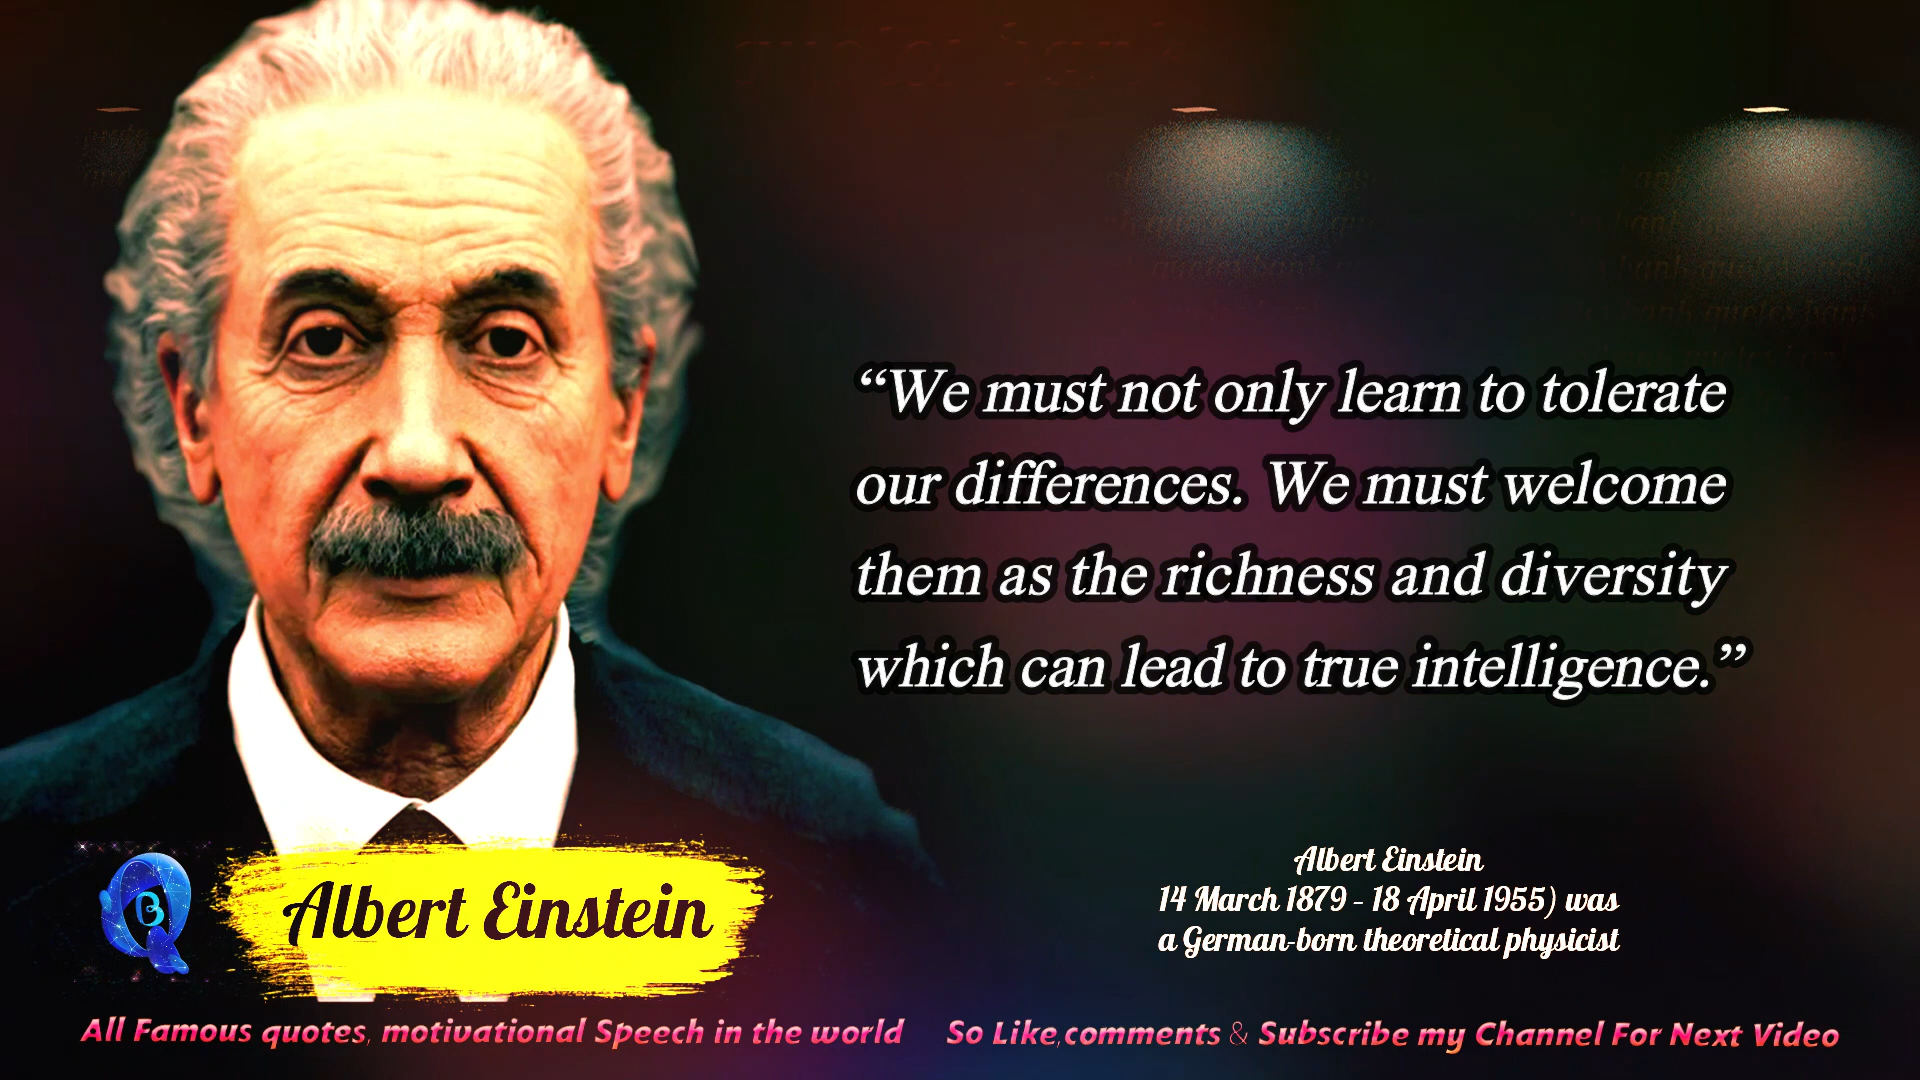 “We must not only learn to tolerate
our differences. We must welcome
them as the richness and diversity
which can lead to true intelligence.”
B
Albert Einstein
Albert Einstein
14 March 1879 – 18 April 1955) was
a German-born theoretical physicist
All Famous quotes, motivational Speech in the world
So Like,comments & Subscribe my Channel For Next Video